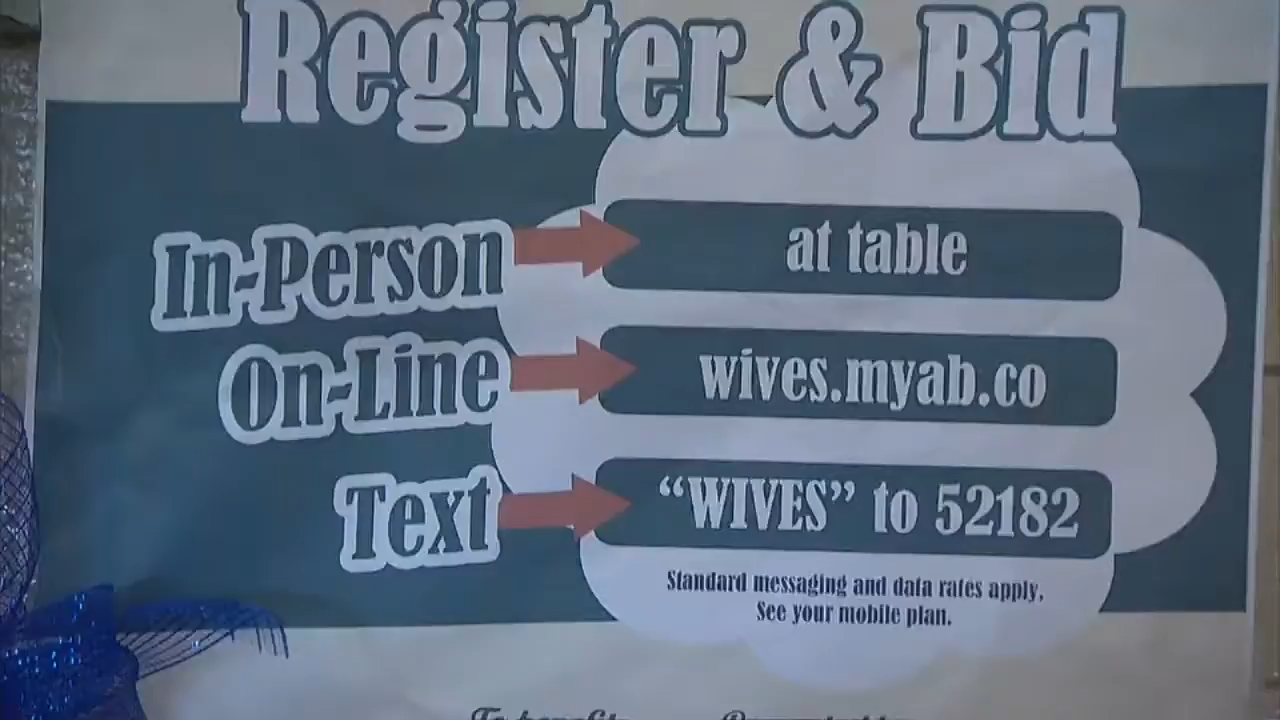 Register & Bid
In-Person at table
On-Line wives.myab.co
Text “WIVES” to 52182
Standard messaging and data rates apply,
See your mobile plan.